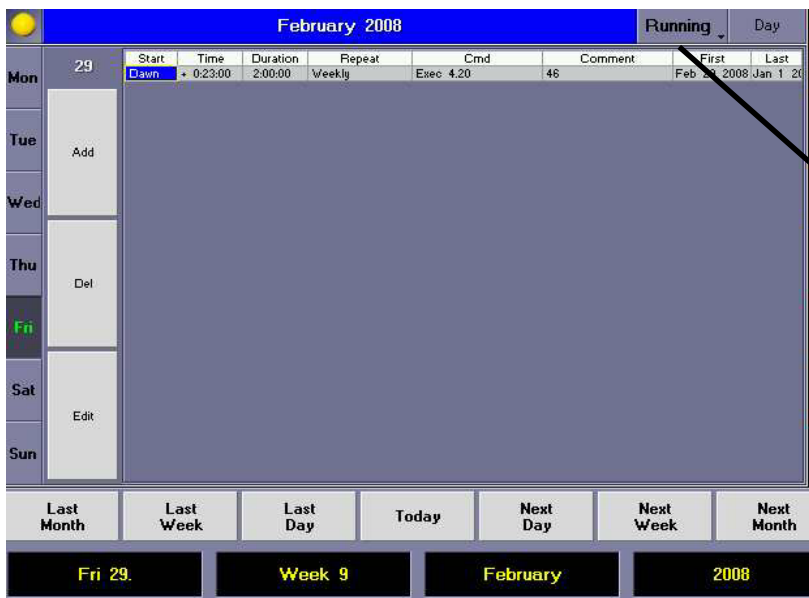 February 2008 Running Day
Mon 29 Start Time Duration Repeat Cmd Comment First Last
Dawn + 0:23:00 2:00:00 Weekly Exec 4.20 46 Feb 29 2008 Jan 1 20
Tue Add
Wed
Thu Del
Fri
Sat Edit
Sun
Last Month Last Week Last Day Today Next Day Next Week Next Month
Fri 29. Week 9 February 2008